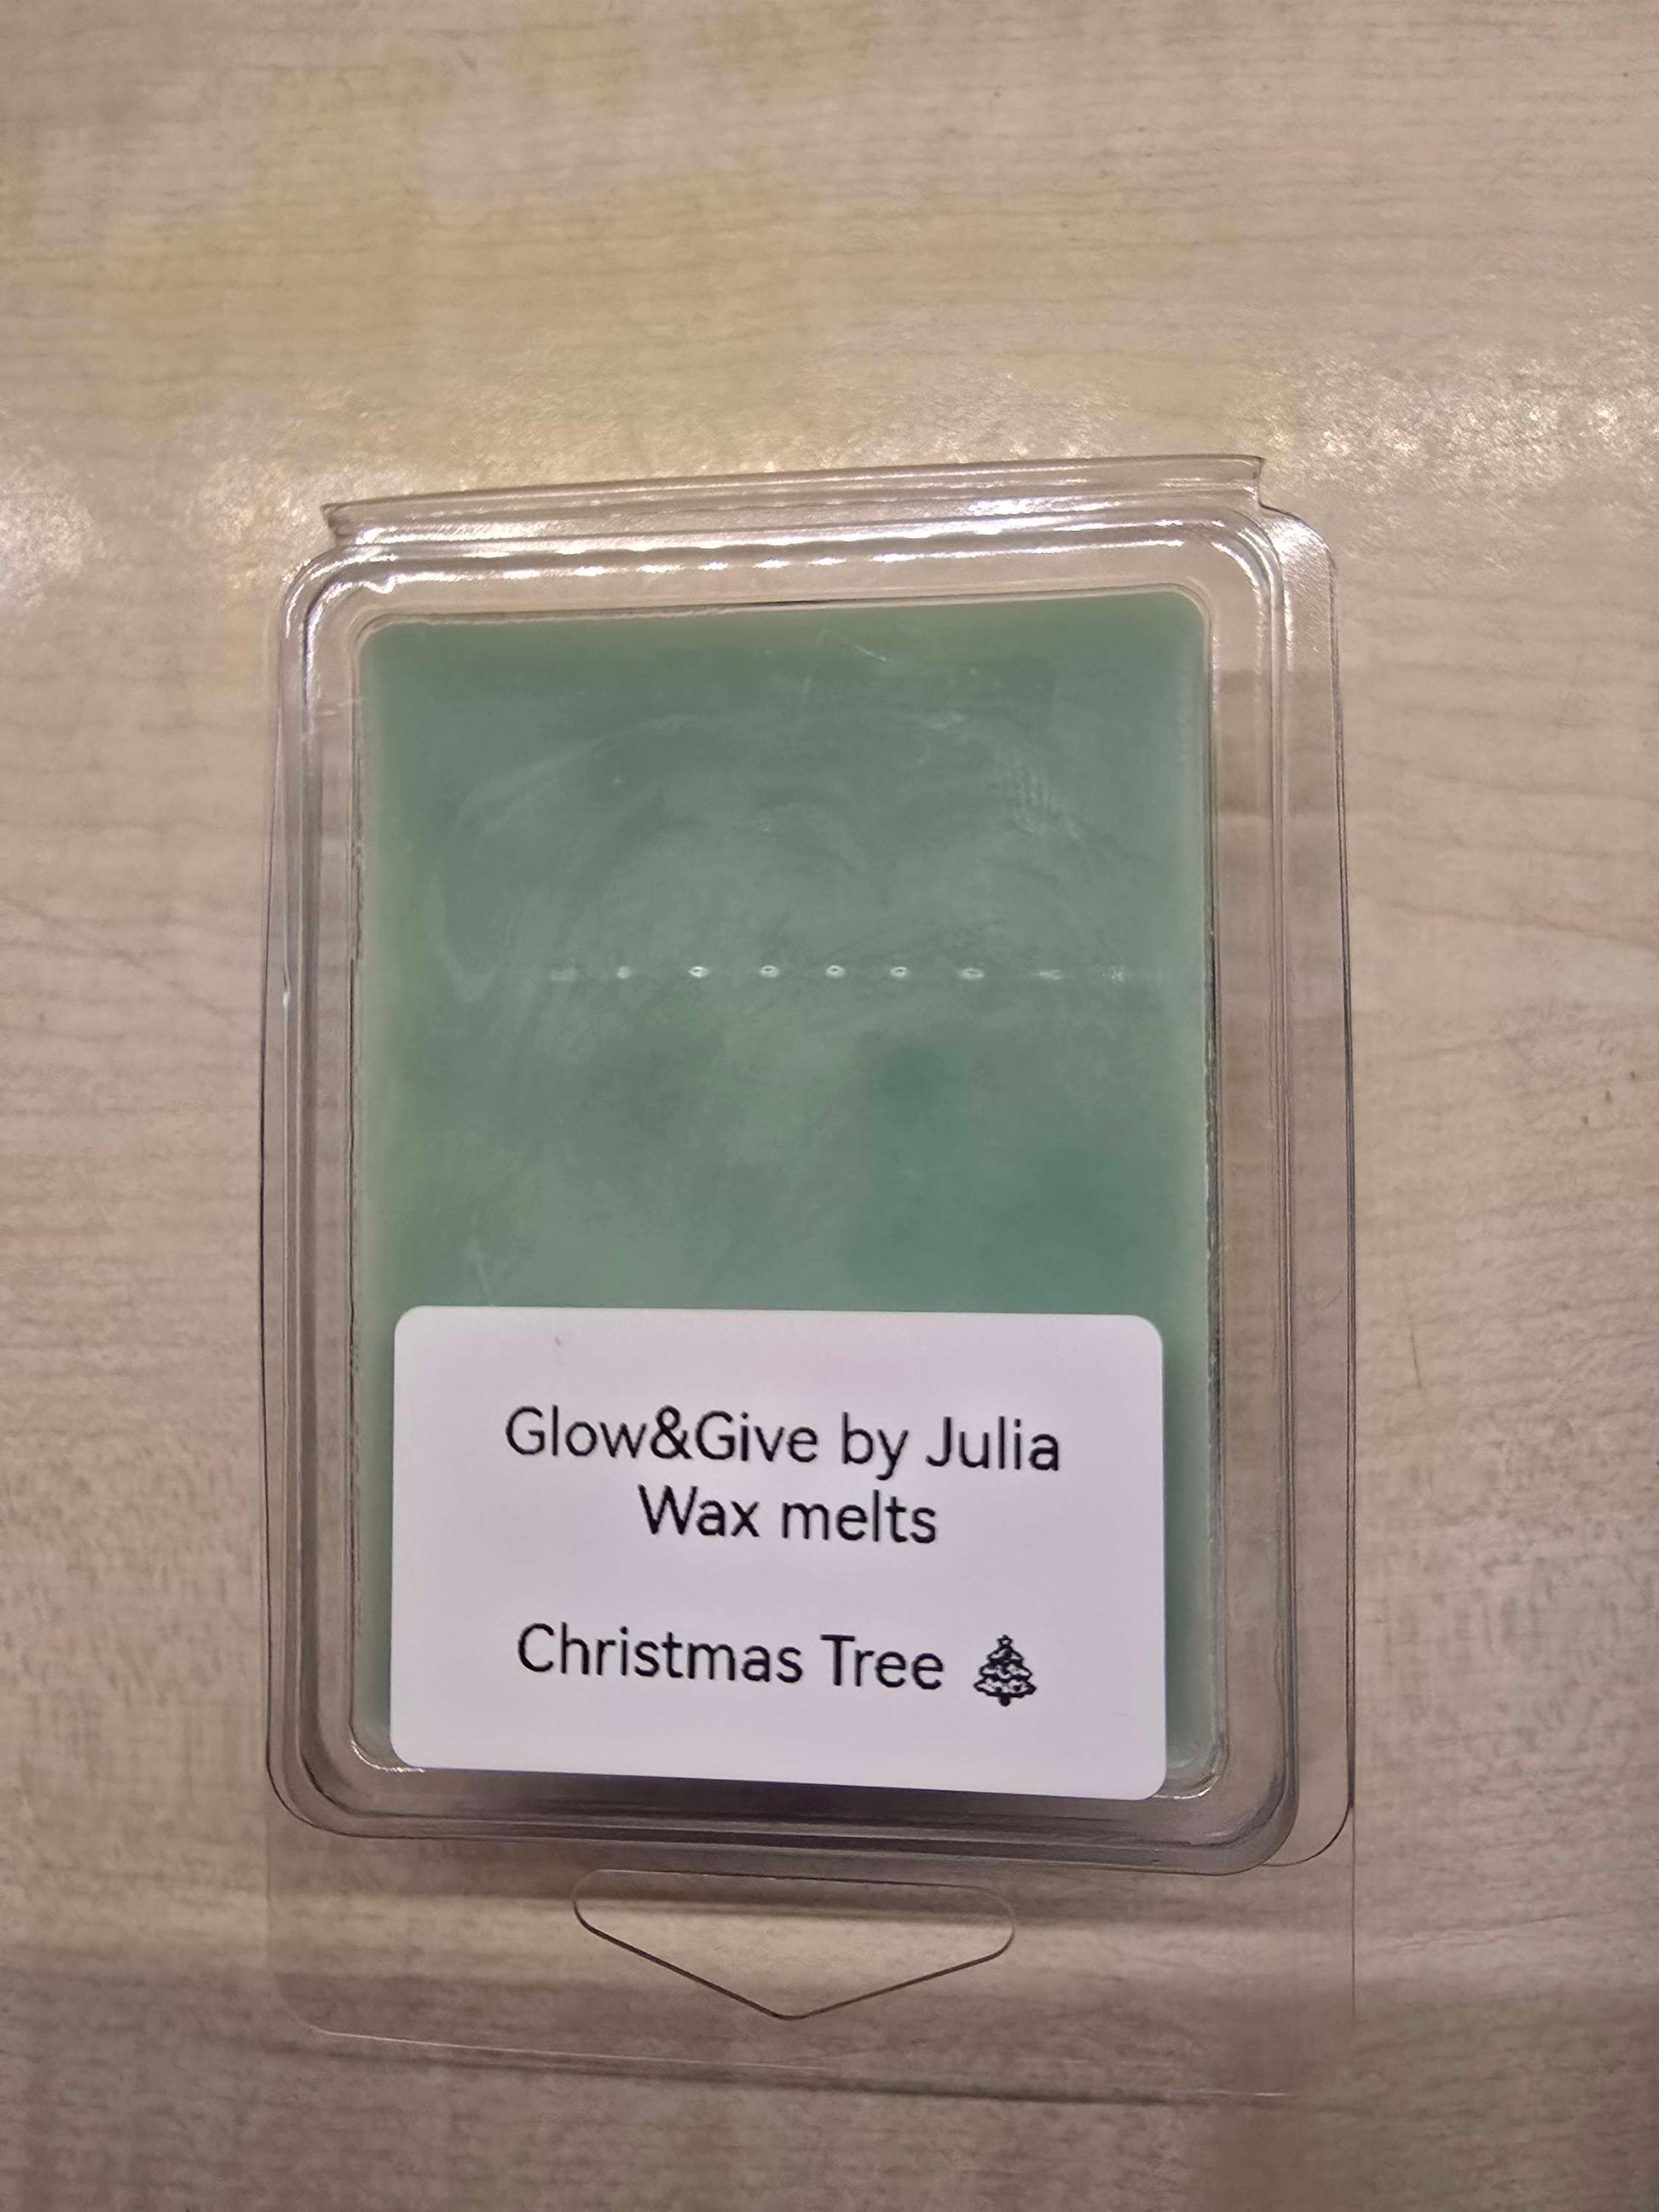 Glow&Give by Julia
Wax melts
Christmas Tree 🎄